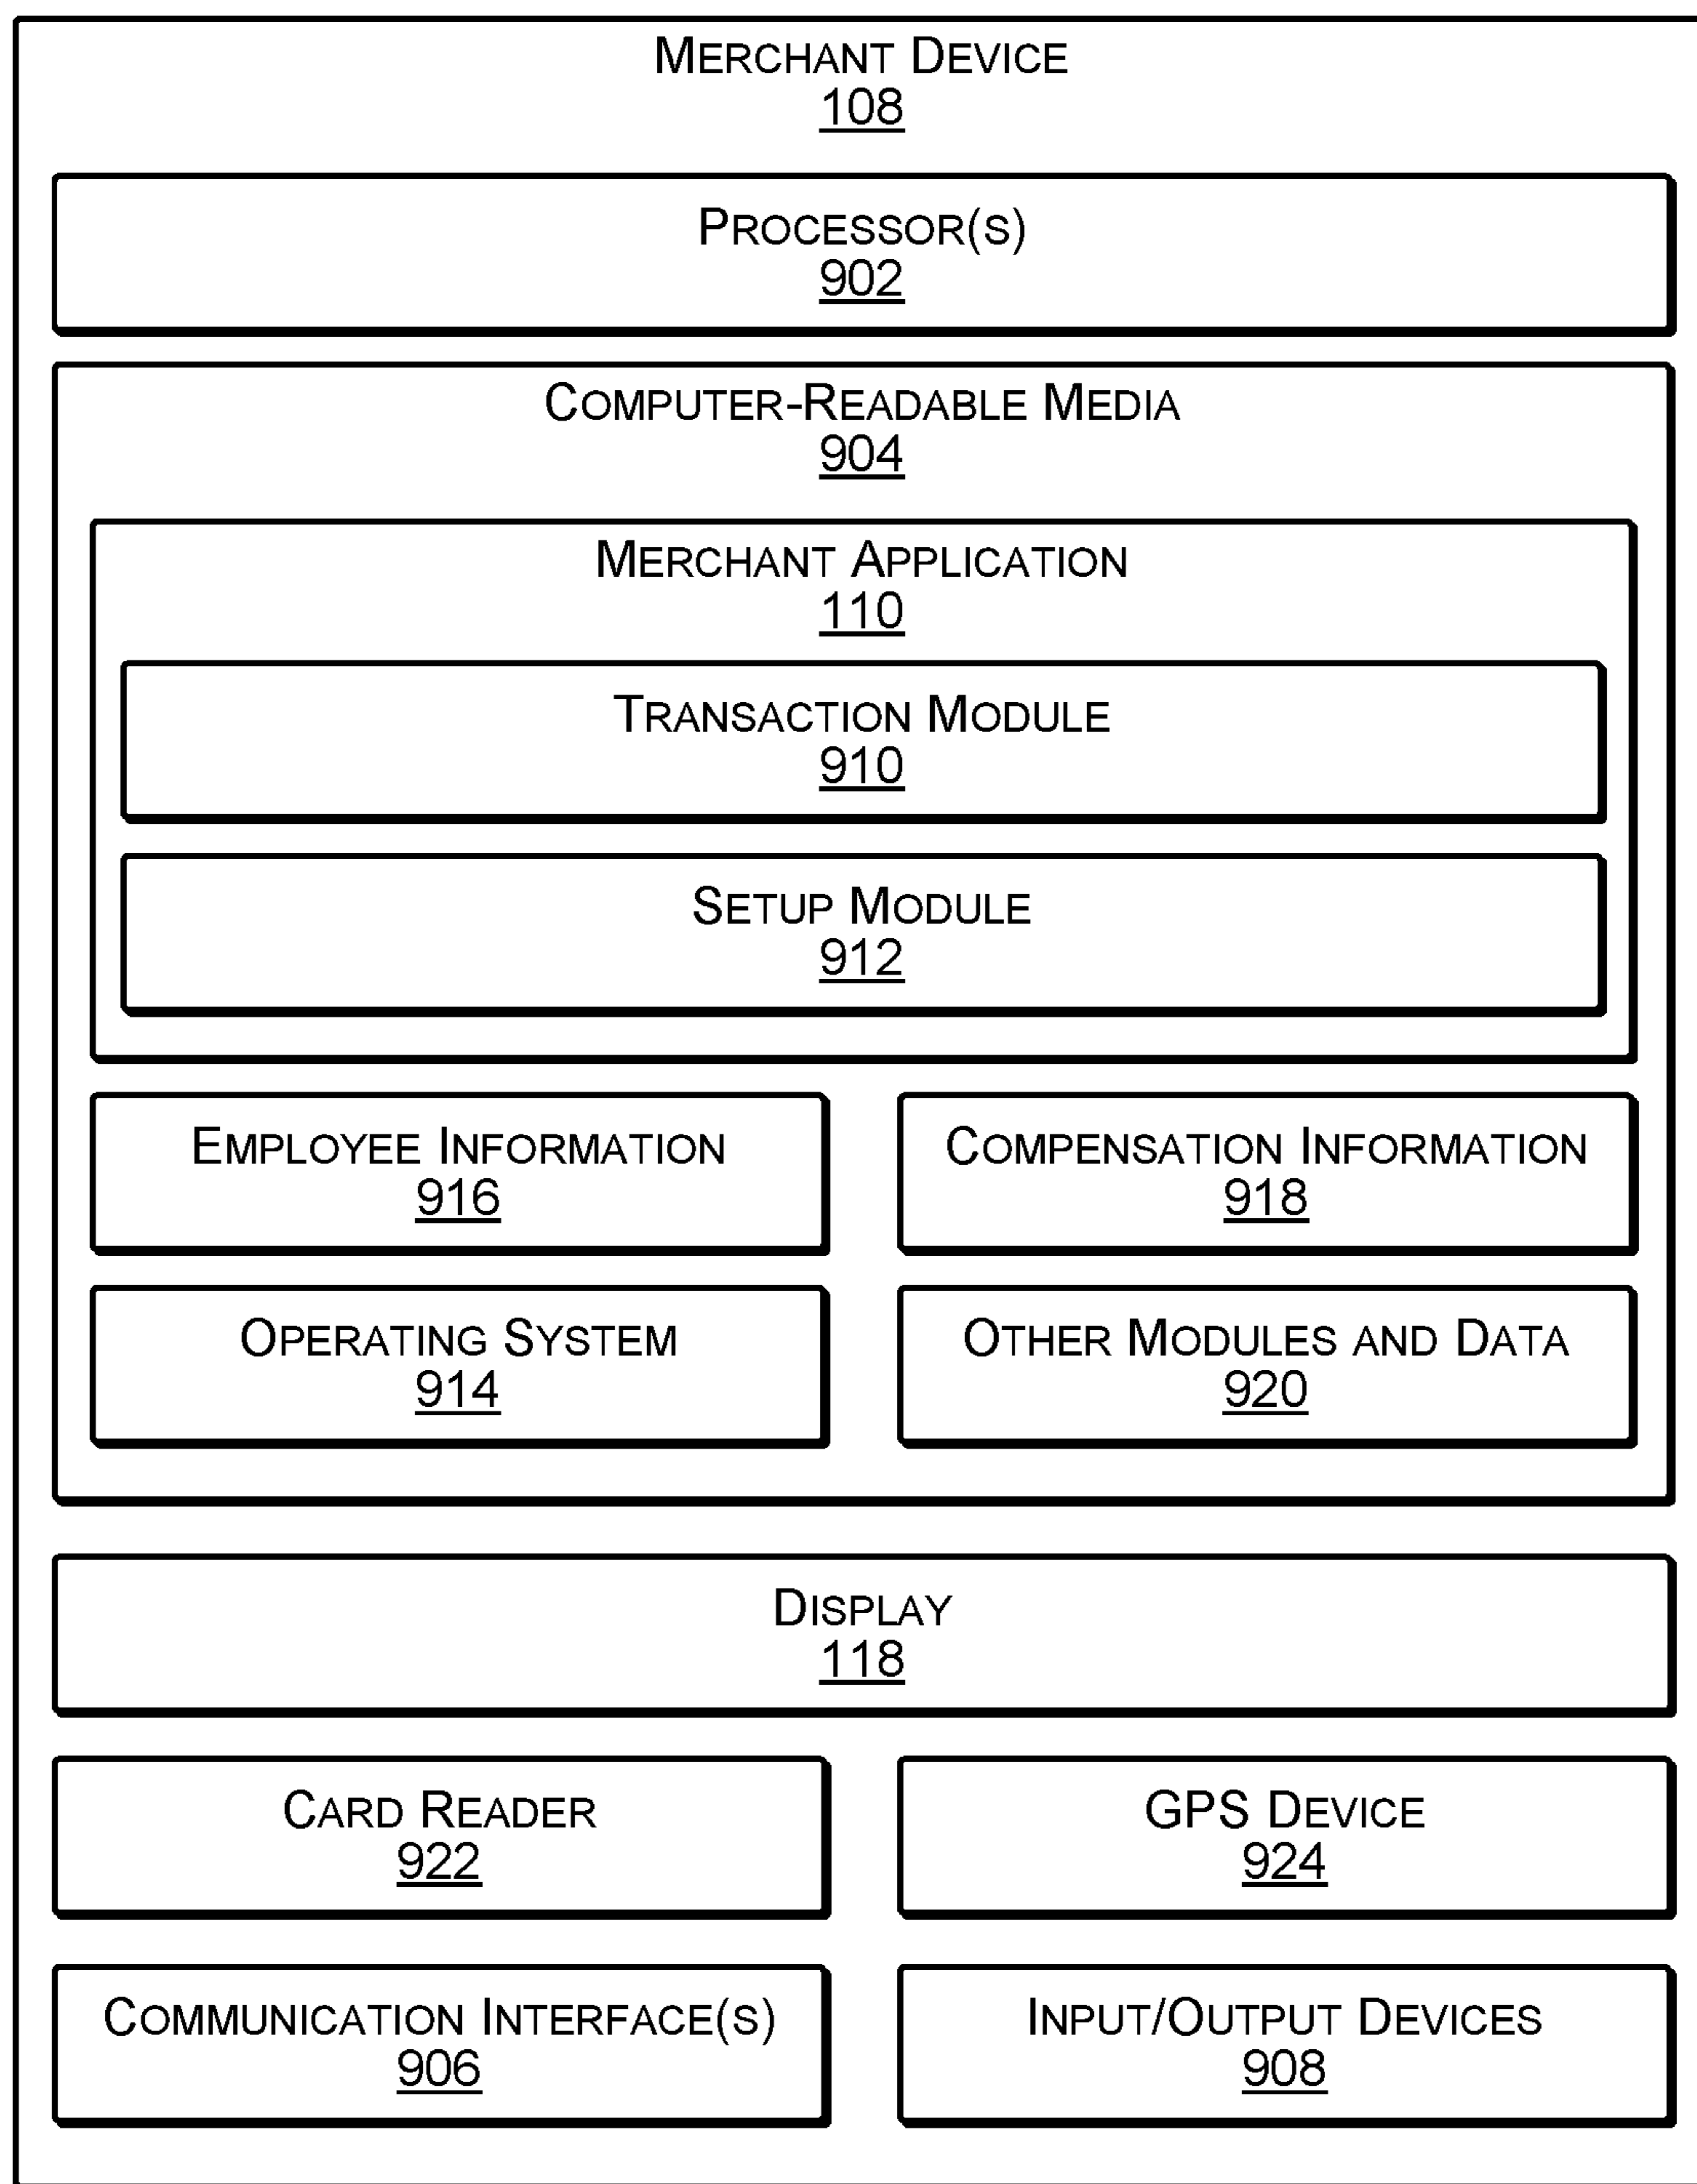 MERCHANT DEVICE
108
PROCESSOR(S)
902
COMPUTER-READABLE MEDIA
904
MERCHANT APPLICATION
110
TRANSACTION MODULE
910
SETUP MODULE
912
EMPLOYEE INFORMATION
916
COMPENSATION INFORMATION
918
OPERATING SYSTEM
914
OTHER MODULES AND DATA
920
DISPLAY
118
CARD READER
922
GPS DEVICE
924
COMMUNICATION INTERFACE(S)
906
INPUT/OUTPUT DEVICES
908